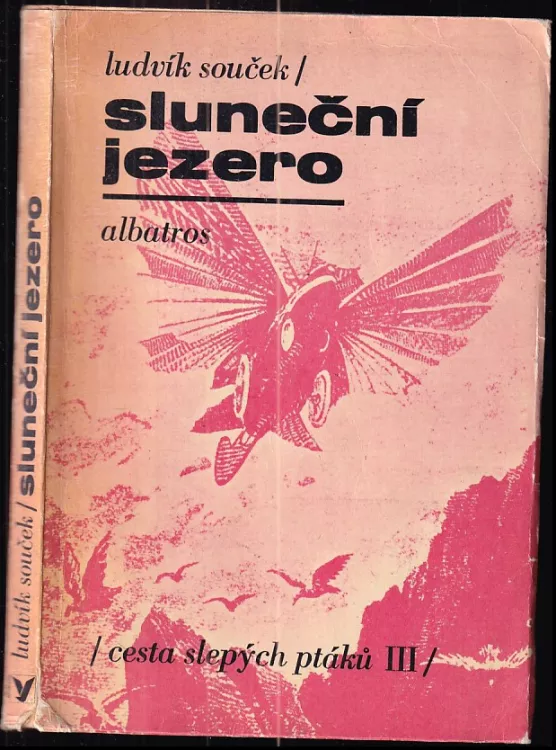 ludvík souček/
sluneční
jezero
albatros
/cesta slepých ptáků III/
ludvík souček/sluneční jezero